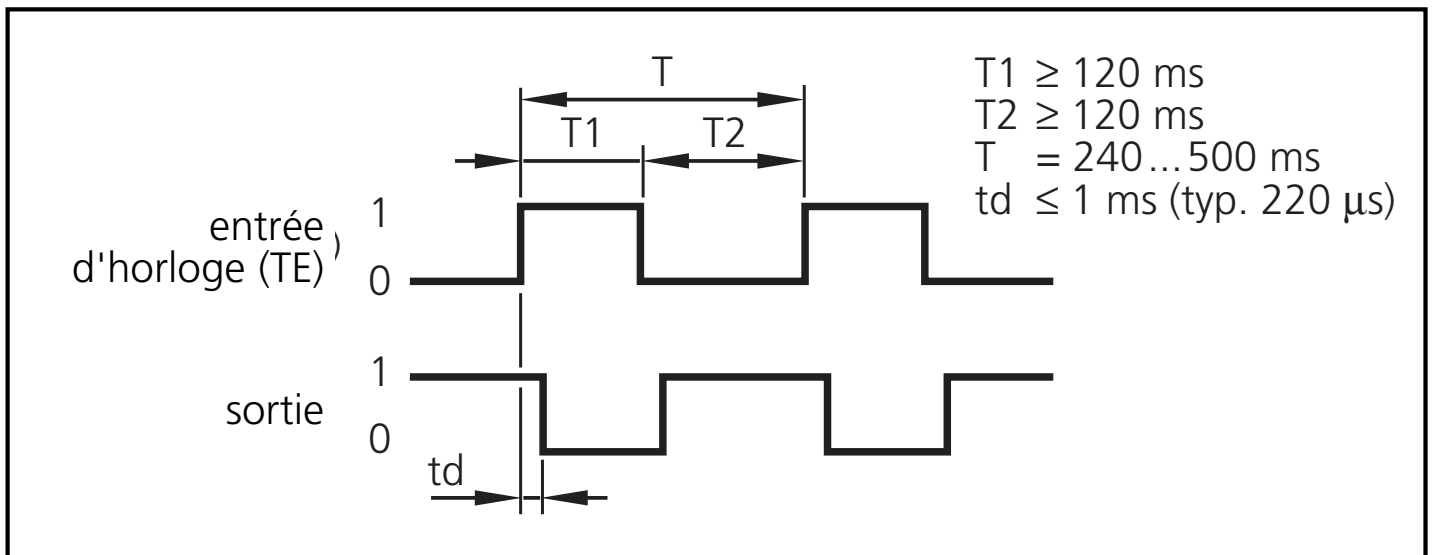 T
T1
T2
T1 ≥ 120 ms
T2 ≥ 120 ms
T = 240...500 ms
td ≤ 1 ms (typ. 220 µs)
entrée
d'horloge (TE) )
1
0
sortie
1
0
td